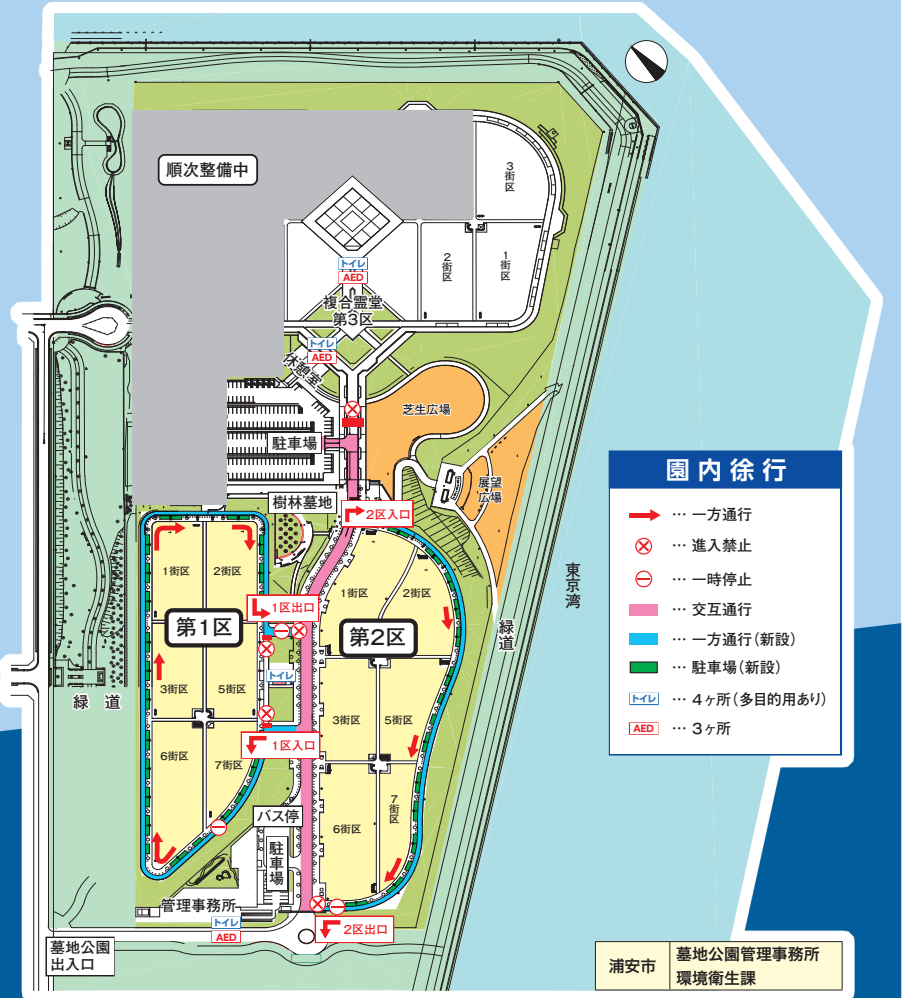 順次整備中
3街区
2街区
1街区
トイレ
AED
複合霊堂
第3区
トイレ
AED
休憩室
芝生広場
駐車場
展望
広場
樹林墓地
2区入口
1街区
2街区
1区出口
第1区
3街区
5街区
トイレ
6街区
7街区
1区入口
1街区
2街区
第2区
3街区
5街区
6街区
7街区
緑道
緑道
東京湾
バス停
駐車場
管理事務所
トイレ
AED
2区出口
墓地公園
出入口
園内徐行
… 一方通行
… 進入禁止
… 一時停止
… 交互通行
… 一方通行(新設)
… 駐車場(新設)
トイレ … 4ヶ所(多目的用あり)
AED … 3ヶ所
浦安市
墓地公園管理事務所
環境衛生課